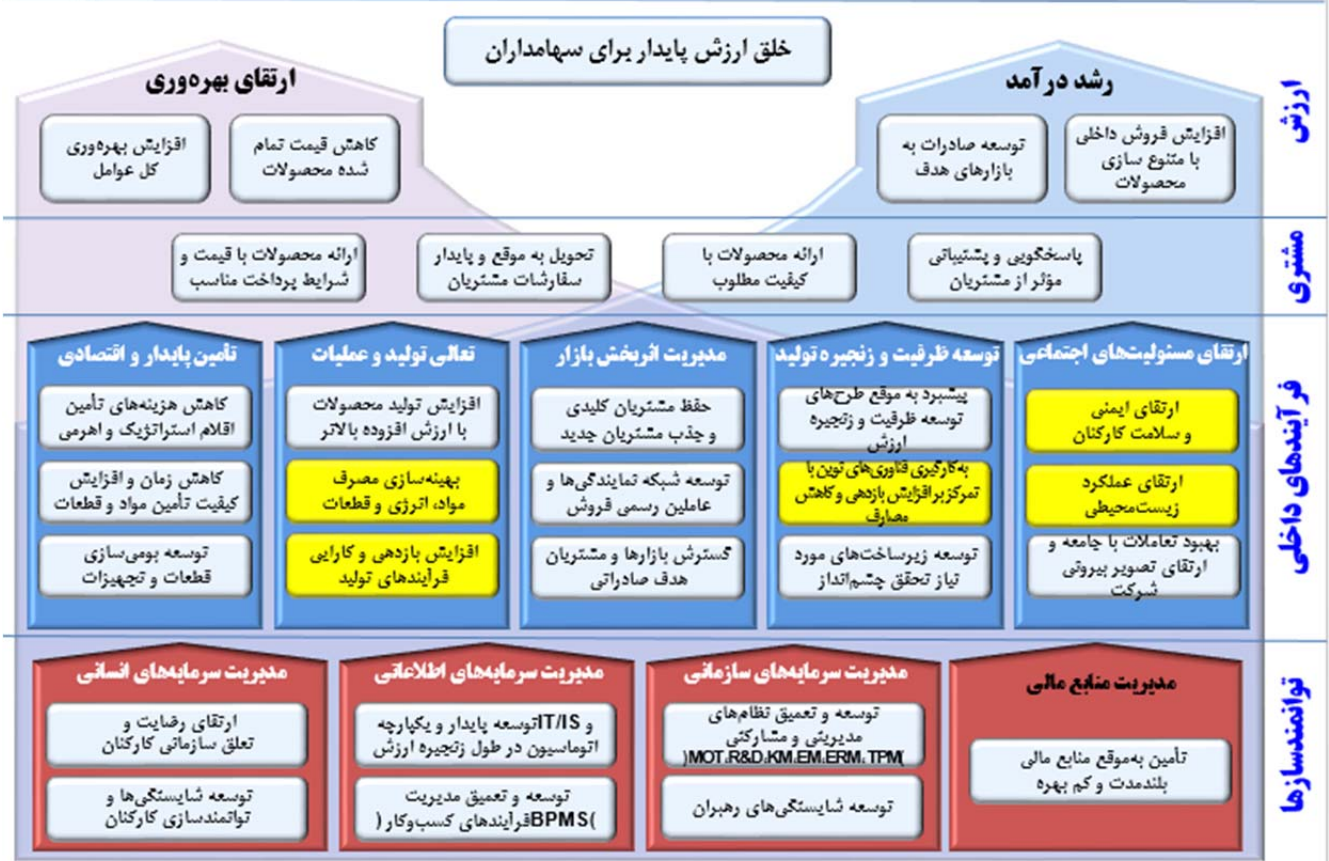 خلق ارزش پایدار برای سهامداران
رشد درآمد
ارتقای بهره‌وری
ارزش
افزایش فروش داخلی
با متنوع سازی
محصولات
توسعه صادرات به
بازارهای هدف
کاهش قیمت تمام
شده محصولات
افزایش بهره‌وری
کل عوامل
مشتری
پاسخگویی و پشتیبانی
مؤثر از مشتریان
ارائه محصولات با
کیفیت مطلوب
تحویل به موقع و پایدار
سفارشات مشتریان
ارائه محصولات با قیمت و
شرایط پرداخت مناسب
فرآیندهای داخلی
ارتقای مسئولیت‌های اجتماعی
ارتقای ایمنی
و سلامت کارکنان
ارتقای عملکرد
زیست‌محیطی
بهبود تعاملات با جامعه و
ارتقای تصویر بیرونی
شرکت
توسعه ظرفیت و زنجیره تولید
پیشبرد به موقع طرح‌های
توسعه ظرفیت و زنجیره
ارزش
به‌کارگیری فناوری‌های نوین با
تمرکز بر افزایش بازدهی و کاهش
مصارف
توسعه زیرساخت‌های مورد
نیاز تحقق چشم‌انداز
مدیریت اثربخش بازار
حفظ مشتریان کلیدی
و جذب مشتریان جدید
توسعه شبکه نمایندگی‌ها و
عاملین رسمی فروش
گسترش بازارها و مشتریان
هدف صادراتی
تعالی تولید و عملیات
افزایش تولید محصولات
با ارزش افزوده بالاتر
بهینه‌سازی مصرف
مواد، انرژی و قطعات
افزایش بازدهی و کارایی
فرآیندهای تولید
تأمین پایدار و اقتصادی
کاهش هزینه‌های تأمین
اقلام استراتژیک و اهرمی
کاهش زمان و افزایش
کیفیت تأمین مواد و قطعات
توسعه بومی‌سازی
قطعات و تجهیزات
توانمندسازها
مدیریت منابع مالی
تأمین به‌موقع منابع مالی
بلندمدت و کم بهره
مدیریت سرمایه‌های سازمانی
توسعه و تعمیق نظام‌های
مدیریتی و مشارکتی
)MOT،R&D،KM،EM،ERM، TPM(
توسعه شایستگی‌های رهبران
مدیریت سرمایه‌های اطلاعاتی
و IT/ISتوسعه پایدار و یکپارچه
اتوماسیون در طول زنجیره ارزش
توسعه و تعمیق مدیریت
)BPMSفرآیندهای کسب‌وکار (
مدیریت سرمایه‌های انسانی
ارتقای رضایت و
تعلق سازمانی کارکنان
توسعه شایستگی‌ها و
توانمندسازی کارکنان